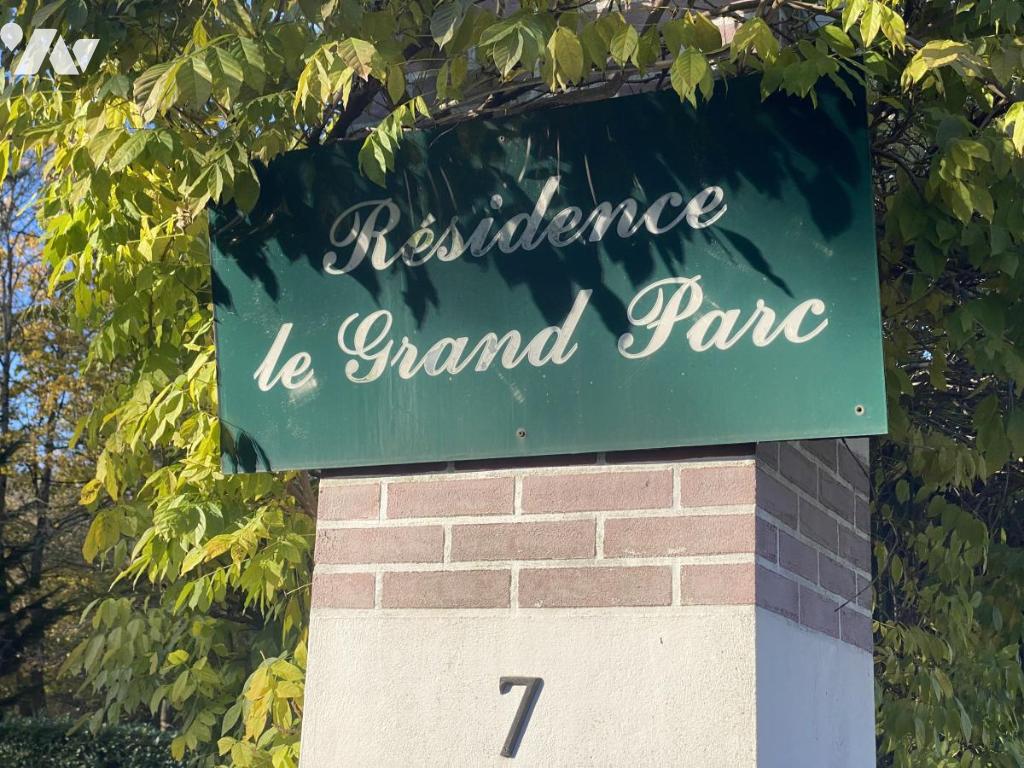 Résidence
le Grand Parc
7